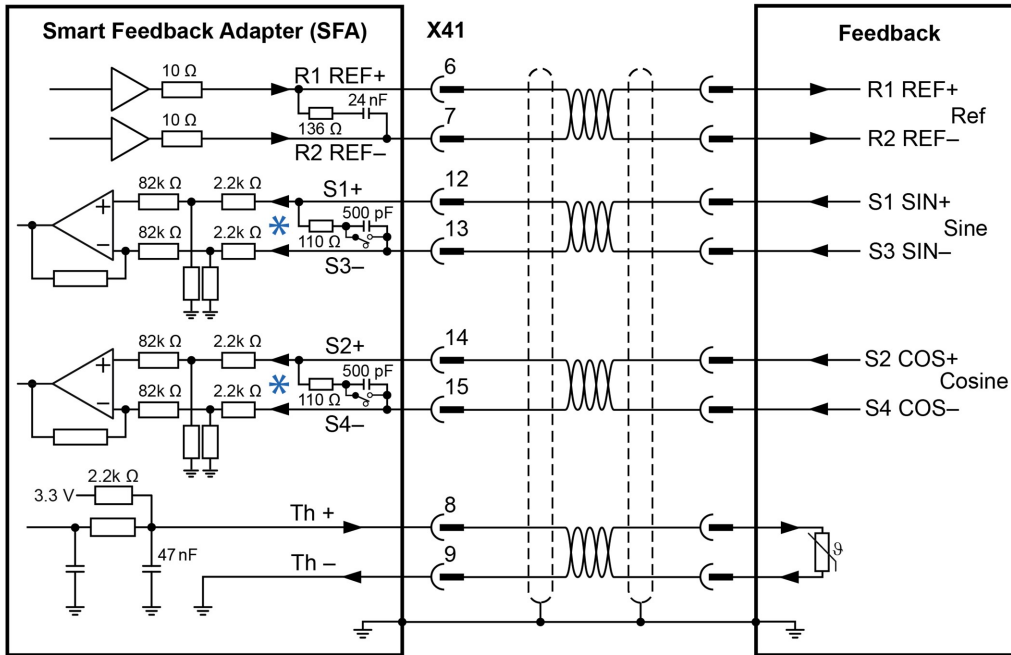 Smart Feedback Adapter (SFA) X41 Feedback
10 Ω R1 REF+ 6 R1 REF+
24 nF Ref
136 Ω
10 Ω R2 REF– 7 R2 REF–
82k Ω 2.2k Ω S1+ 12 S1 SIN+
+ * 500 pF Sine
110 Ω
– 82k Ω 2.2k Ω S3– 13 S3 SIN–
82k Ω 2.2k Ω S2+ 14 S2 COS+
+ * 500 pF Cosine
110 Ω
– 82k Ω 2.2k Ω S4– 15 S4 COS–
2.2k Ω
3.3 V
Th + 8
47 nF ϑ
Th – 9